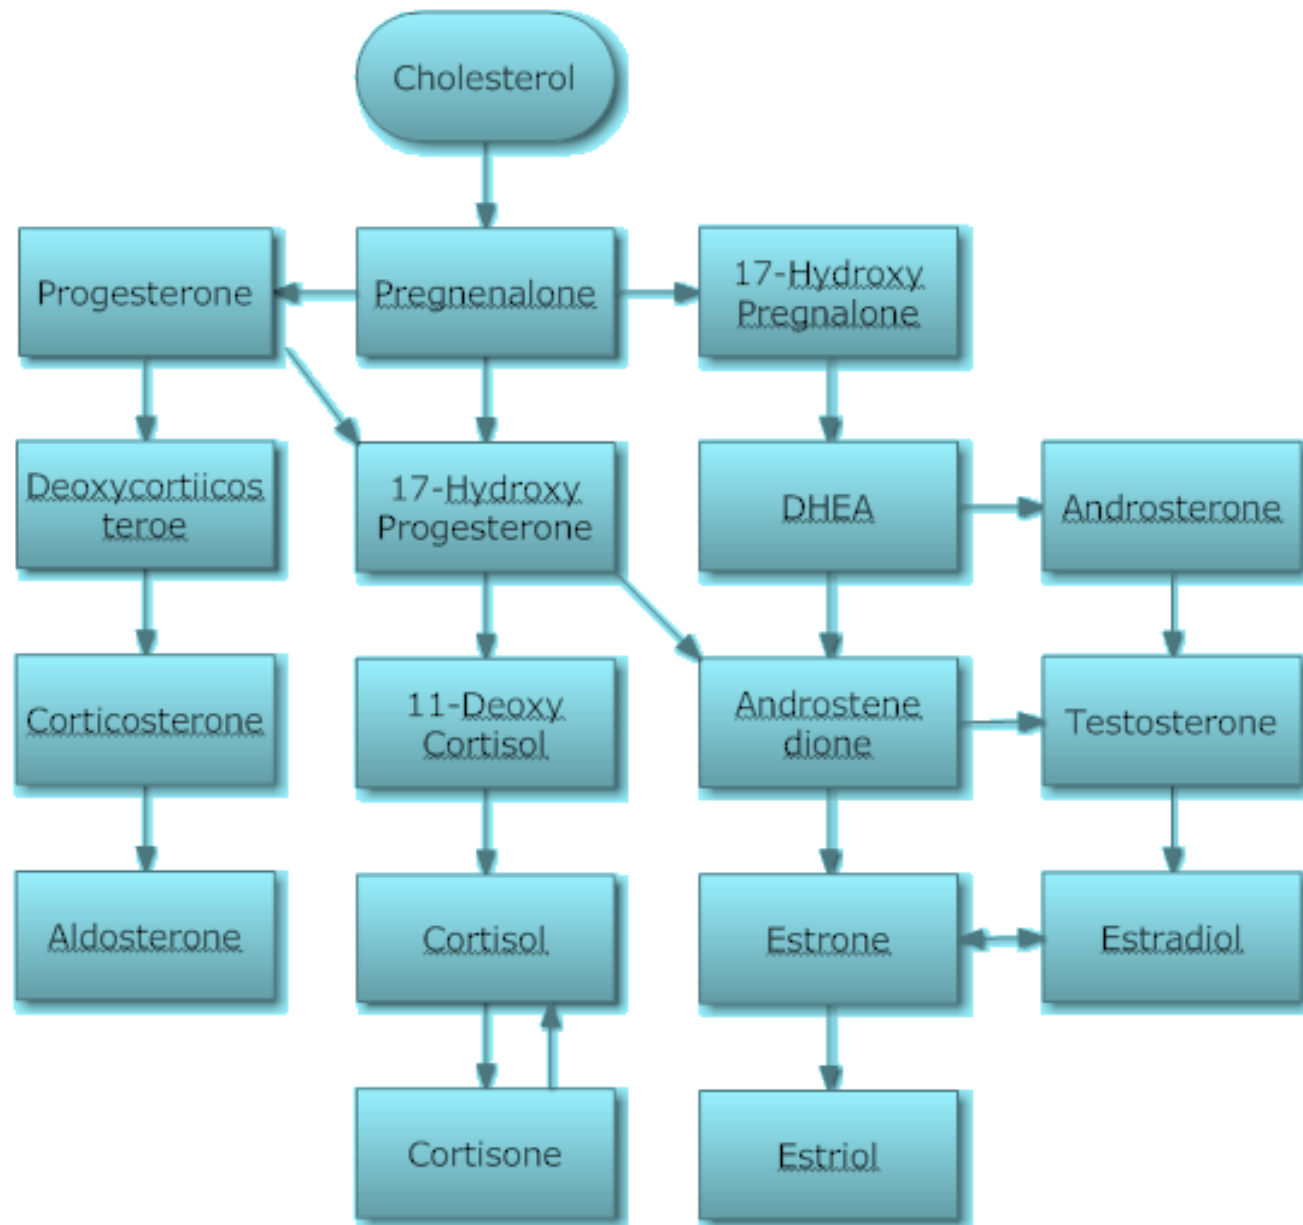 Cholesterol
Progesterone
Pregnenalone
17-Hydroxy
Pregnalone
Deoxycortiicos
teroe
17-Hydroxy
Progesterone
DHEA
Androsterone
Corticosterone
11-Deoxy
Cortisol
Androstene
dione
Testosterone
Aldosterone
Cortisol
Estrone
Estradiol
Cortisone
Estriol